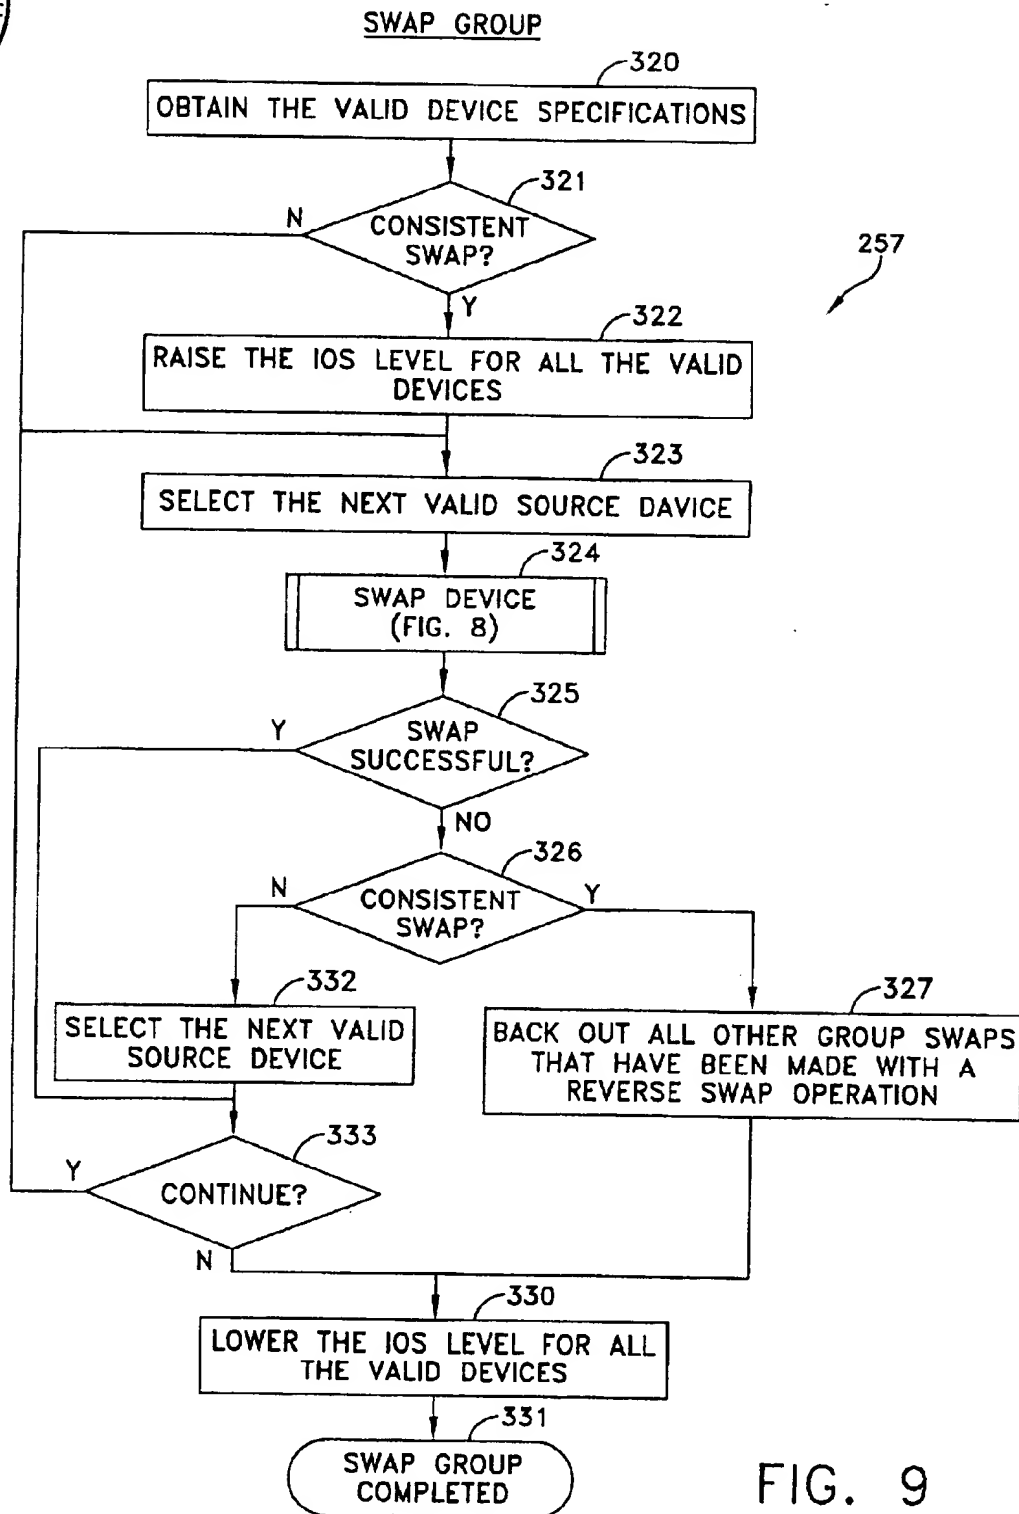 SWAP GROUP
320
OBTAIN THE VALID DEVICE SPECIFICATIONS
321
N
CONSISTENT
SWAP?
257
Y
322
RAISE THE IOS LEVEL FOR ALL THE VALID
DEVICES
323
SELECT THE NEXT VALID SOURCE DAVICE
324
SWAP DEVICE
(FIG. 8)
325
Y
SWAP
SUCCESSFUL?
NO
326
N
CONSISTENT
SWAP?
Y
332
SELECT THE NEXT VALID
SOURCE DEVICE
327
BACK OUT ALL OTHER GROUP SWAPS
THAT HAVE BEEN MADE WITH A
REVERSE SWAP OPERATION
333
Y
CONTINUE?
N
330
LOWER THE IOS LEVEL FOR ALL
THE VALID DEVICES
331
SWAP GROUP
COMPLETED
FIG. 9